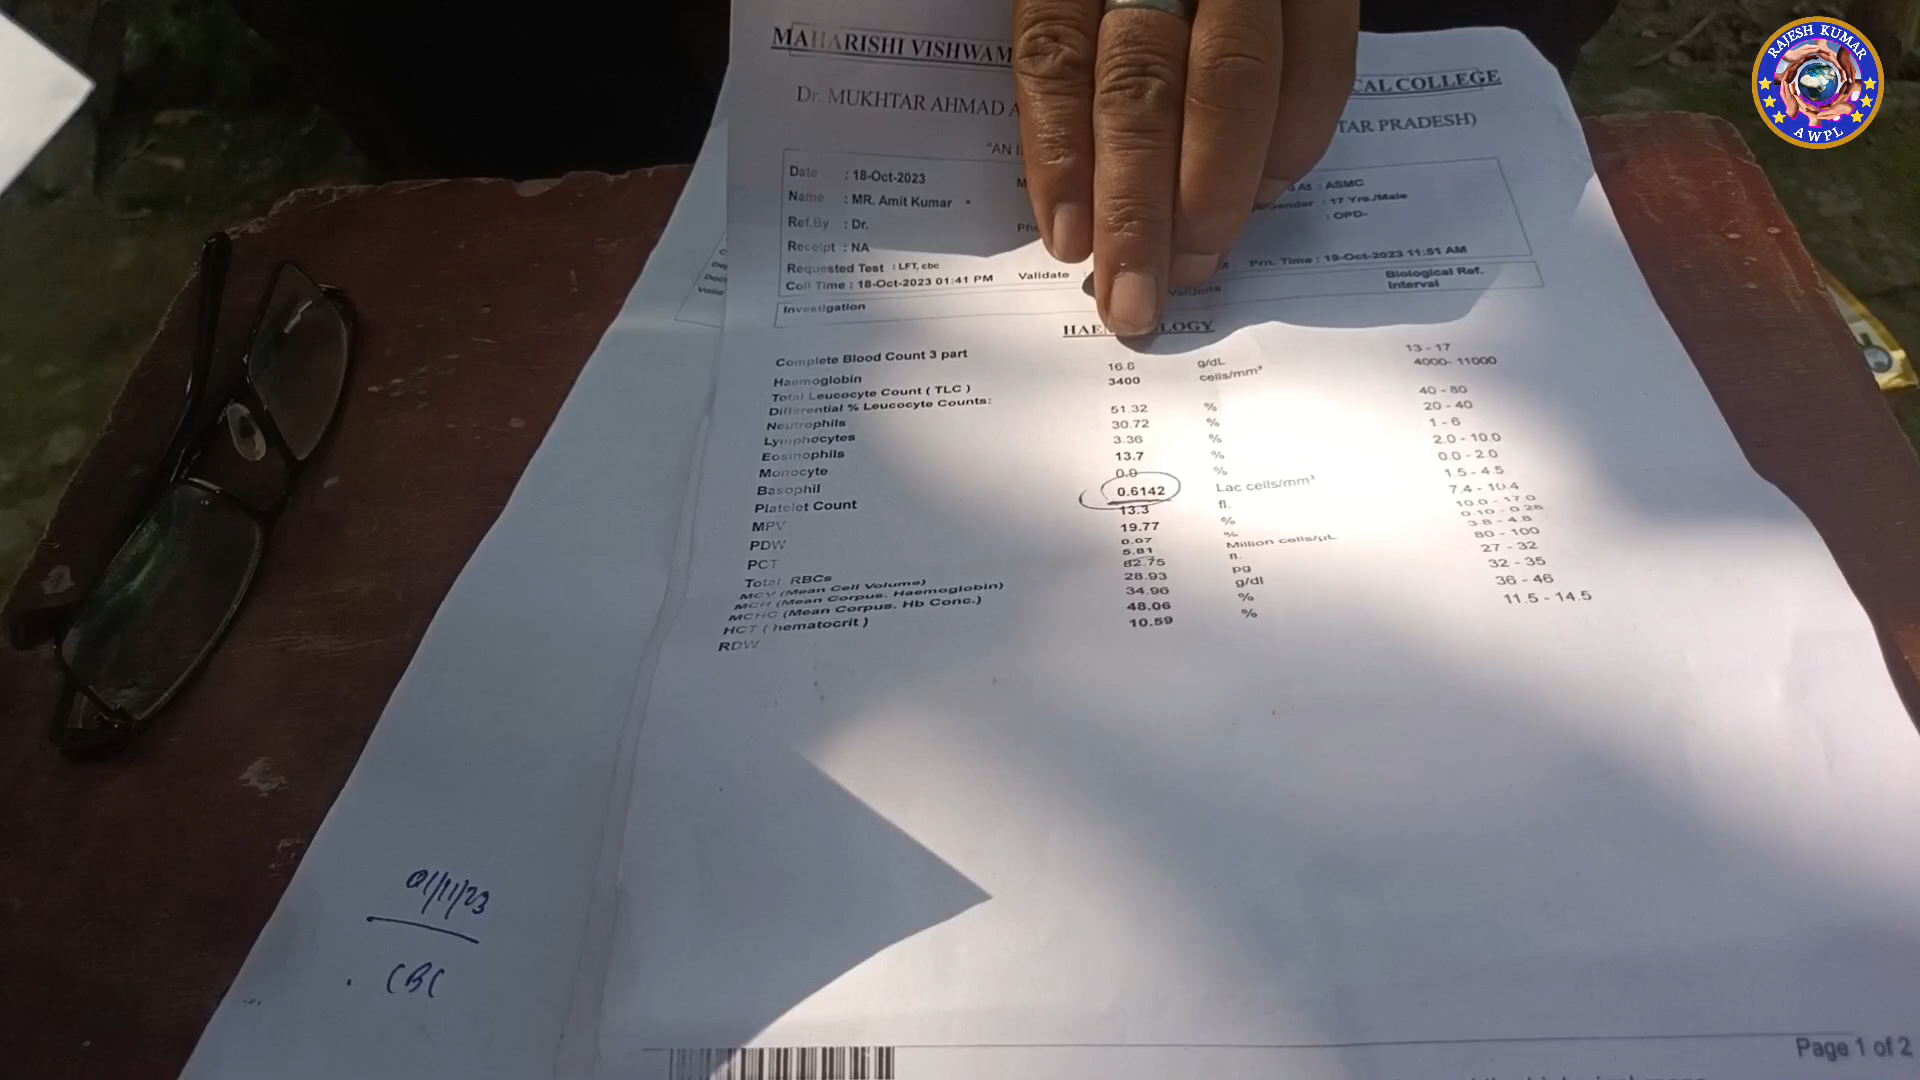 RAJESH KUMAR
AWPL
MAHARISHI VISHWAM CAL COLLEGE
Dr. MUKHTAR AHMAD A TAR PRADESH)
"AN
Date : 18-Oct-2023 At : ASMC
Name : MR. Amit Kumar Gender : 17 Yrs./Male
Ref.By : Dr. : OPD-
Receipt : NA
Requested Test : LFT, cbc
Coll Time : 18-Oct-2023 01:41 PM Validate : M Prn. Time : 19-Oct-2023 11:51 AM
Investigation Val Units Biological Ref. Interval
HAE LOGY
Complete Blood Count 3 part
Haemoglobin 16.8 g/dL 13 - 17
Total Leucocyte Count ( TLC ) 3400 cells/mm³ 4000- 11000
Differential % Leucocyte Counts:
Neutrophils 51.32 % 40 - 80
Lymphocytes 30.72 % 20 - 40
Eosinophils 3.36 % 1 - 6
Monocyte 13.7 % 2.0 - 10.0
Basophil 0.9 % 0.0 - 2.0
Platelet Count 0.6142 Lac cells/mm³ 1.5 - 4.5
MPV 13.3 fl. 7.4 - 10.4
PDW 19.77 % 10.0 - 17.0
PCT 0.07 % 0.10 - 0.28
Total RBCs 5.81 Million cells/µL 3.8 - 4.8
MCV (Mean Cell Volume) 82.75 fl. 80 - 100
MCH (Mean Corpus. Haemoglobin) 28.93 pg 27 - 32
MCHC (Mean Corpus. Hb Conc.) 34.96 g/dl 32 - 35
HCT ( hematocrit ) 48.06 % 36 - 46
RDW 10.59 % 11.5 - 14.5
01/11/23
CBC
Page 1 of 2